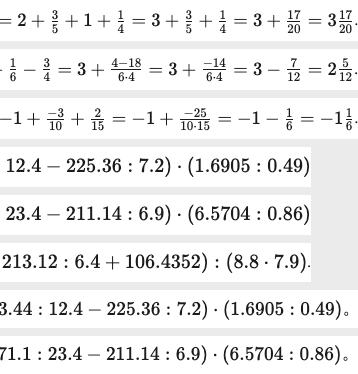 = 2 + 3/5 + 1 + 1/4 = 3 + 3/5 + 1/4 = 3 + 17/20 = 3 17/20.
1/6 − 3/4 = 3 + (4−18)/(6·4) = 3 + (−14)/(6·4) = 3 − 7/12 = 2 5/12.
−1 + (−3)/10 + 2/15 = −1 + (−25)/(10·15) = −1 − 1/6 = −1 1/6.
12.4 − 225.36 : 7.2) · (1.6905 : 0.49)
23.4 − 211.14 : 6.9) · (6.5704 : 0.86)
213.12 : 6.4 + 106.4352) : (8.8 · 7.9).
3.44 : 12.4 − 225.36 : 7.2) · (1.6905 : 0.49)。
71.1 : 23.4 − 211.14 : 6.9) · (6.5704 : 0.86)。